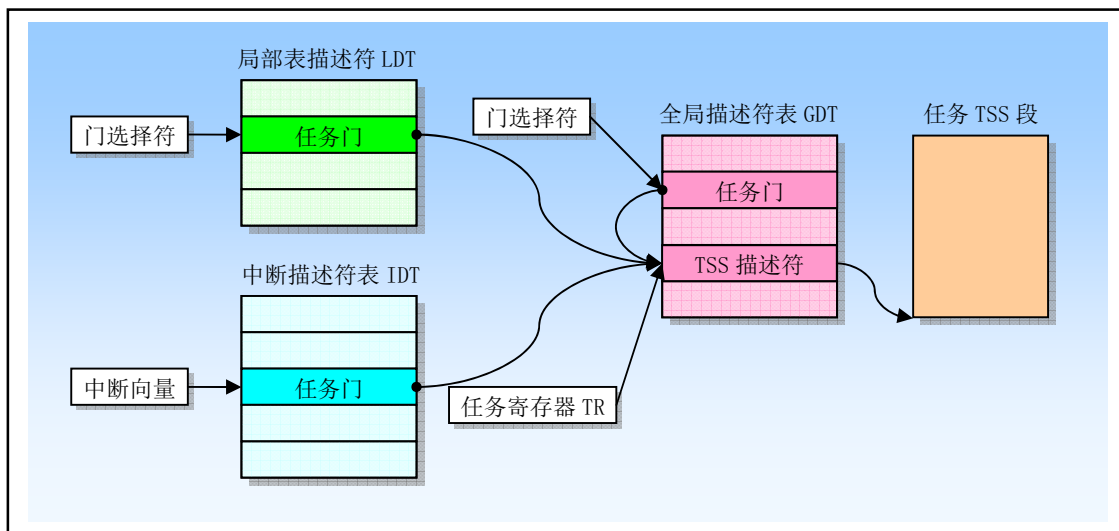 局部表描述符 LDT
门选择符
任务门
门选择符
全局描述符表 GDT
任务门
TSS 描述符
任务 TSS 段
中断描述符表 IDT
中断向量
任务门
任务寄存器 TR